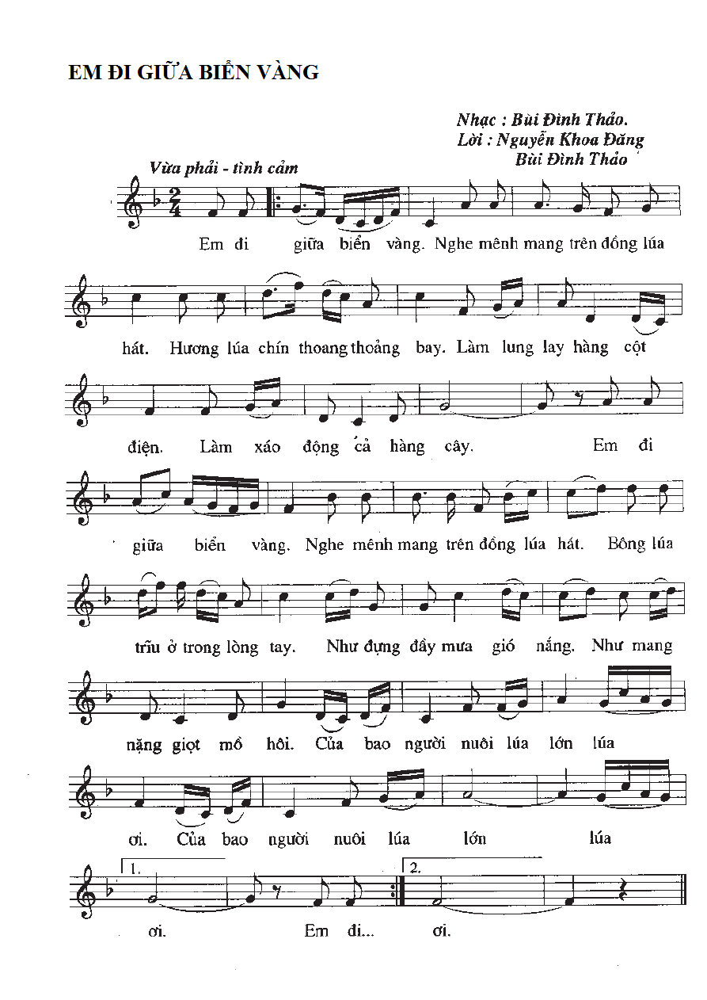 EM ĐI GIỮA BIỂN VÀNG
Nhạc : Bùi Đình Thảo.
Lời : Nguyễn Khoa Đăng
Bùi Đình Thảo
Vừa phải - tình cảm
2
4
Em đi giữa biển vàng. Nghe mênh mang trên đồng lúa
hát. Hương lúa chín thoang thoảng bay. Làm lung lay hàng cột
điện. Làm xáo động cả hàng cây. Em đi
giữa biển vàng. Nghe mênh mang trên đồng lúa hát. Bông lúa
trĩu ở trong lòng tay. Như đựng đầy mưa gió nắng. Như mang
nặng giọt mồ hôi. Của bao người nuôi lúa lớn lúa
ơi. Của bao người nuôi lúa lớn lúa
1. 2.
ơi. Em đi... ơi.